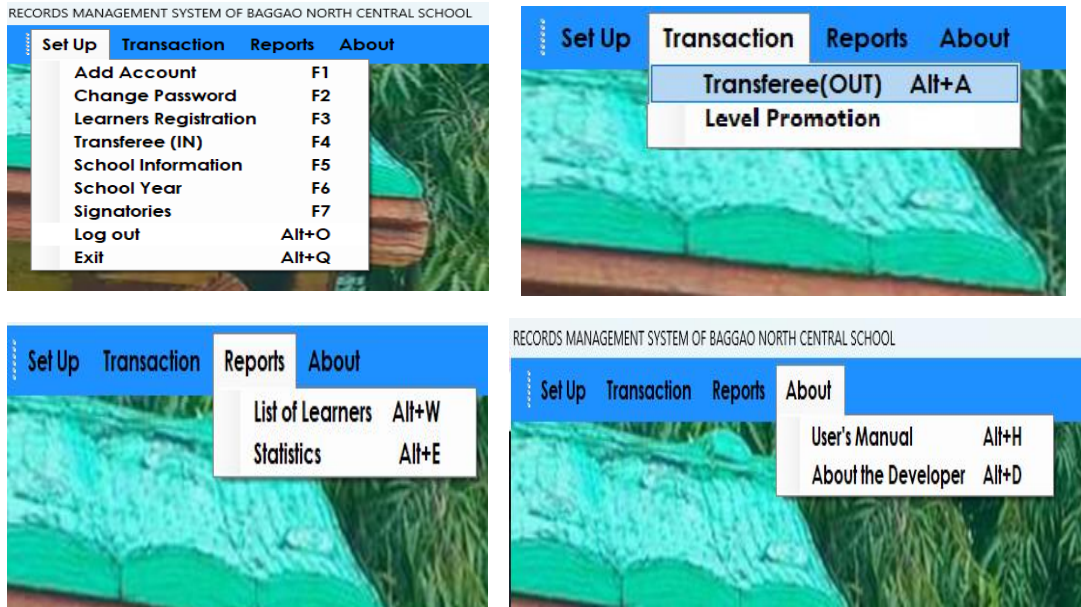 RECORDS MANAGEMENT SYSTEM OF BAGGAO NORTH CENTRAL SCHOOL
Set Up Transaction Reports About
Add Account F1
Change Password F2
Learners Registration F3
Transferee (IN) F4
School Information F5
School Year F6
Signatories F7
Log out Alt+O
Exit Alt+Q
Set Up Transaction Reports About
Transferee(OUT) Alt+A
Level Promotion
Set Up Transaction Reports About
List of Learners Alt+W
Statistics Alt+E
RECORDS MANAGEMENT SYSTEM OF BAGGAO NORTH CENTRAL SCHOOL
Set Up Transaction Reports About
User's Manual Alt+H
About the Developer Alt+D